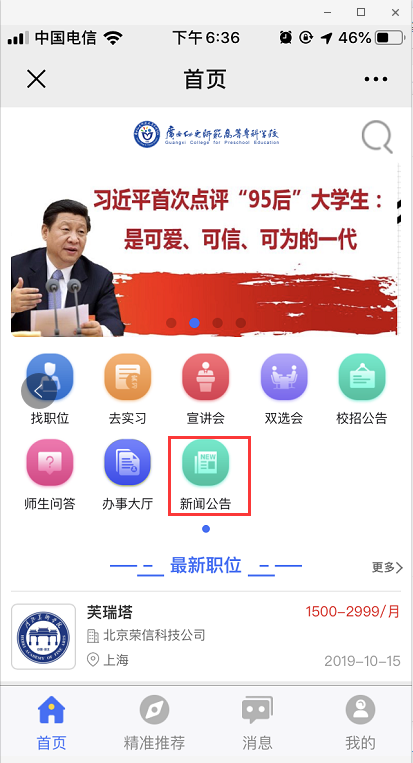 中国电信 下午6:36 46%
首页
广西幼儿师范高等专科学校
Guangxi College for Preschool Education
习近平首次点评“95后”大学生：
是可爱、可信、可为的一代
找职位 去实习 宣讲会 双选会 校招公告
NEW
师生问答 办事大厅 新闻公告
最新职位 更多>
芙瑞塔 1500-2999/月
北京荣信科技公司
上海 2019-10-15
首页 精准推荐 消息 我的